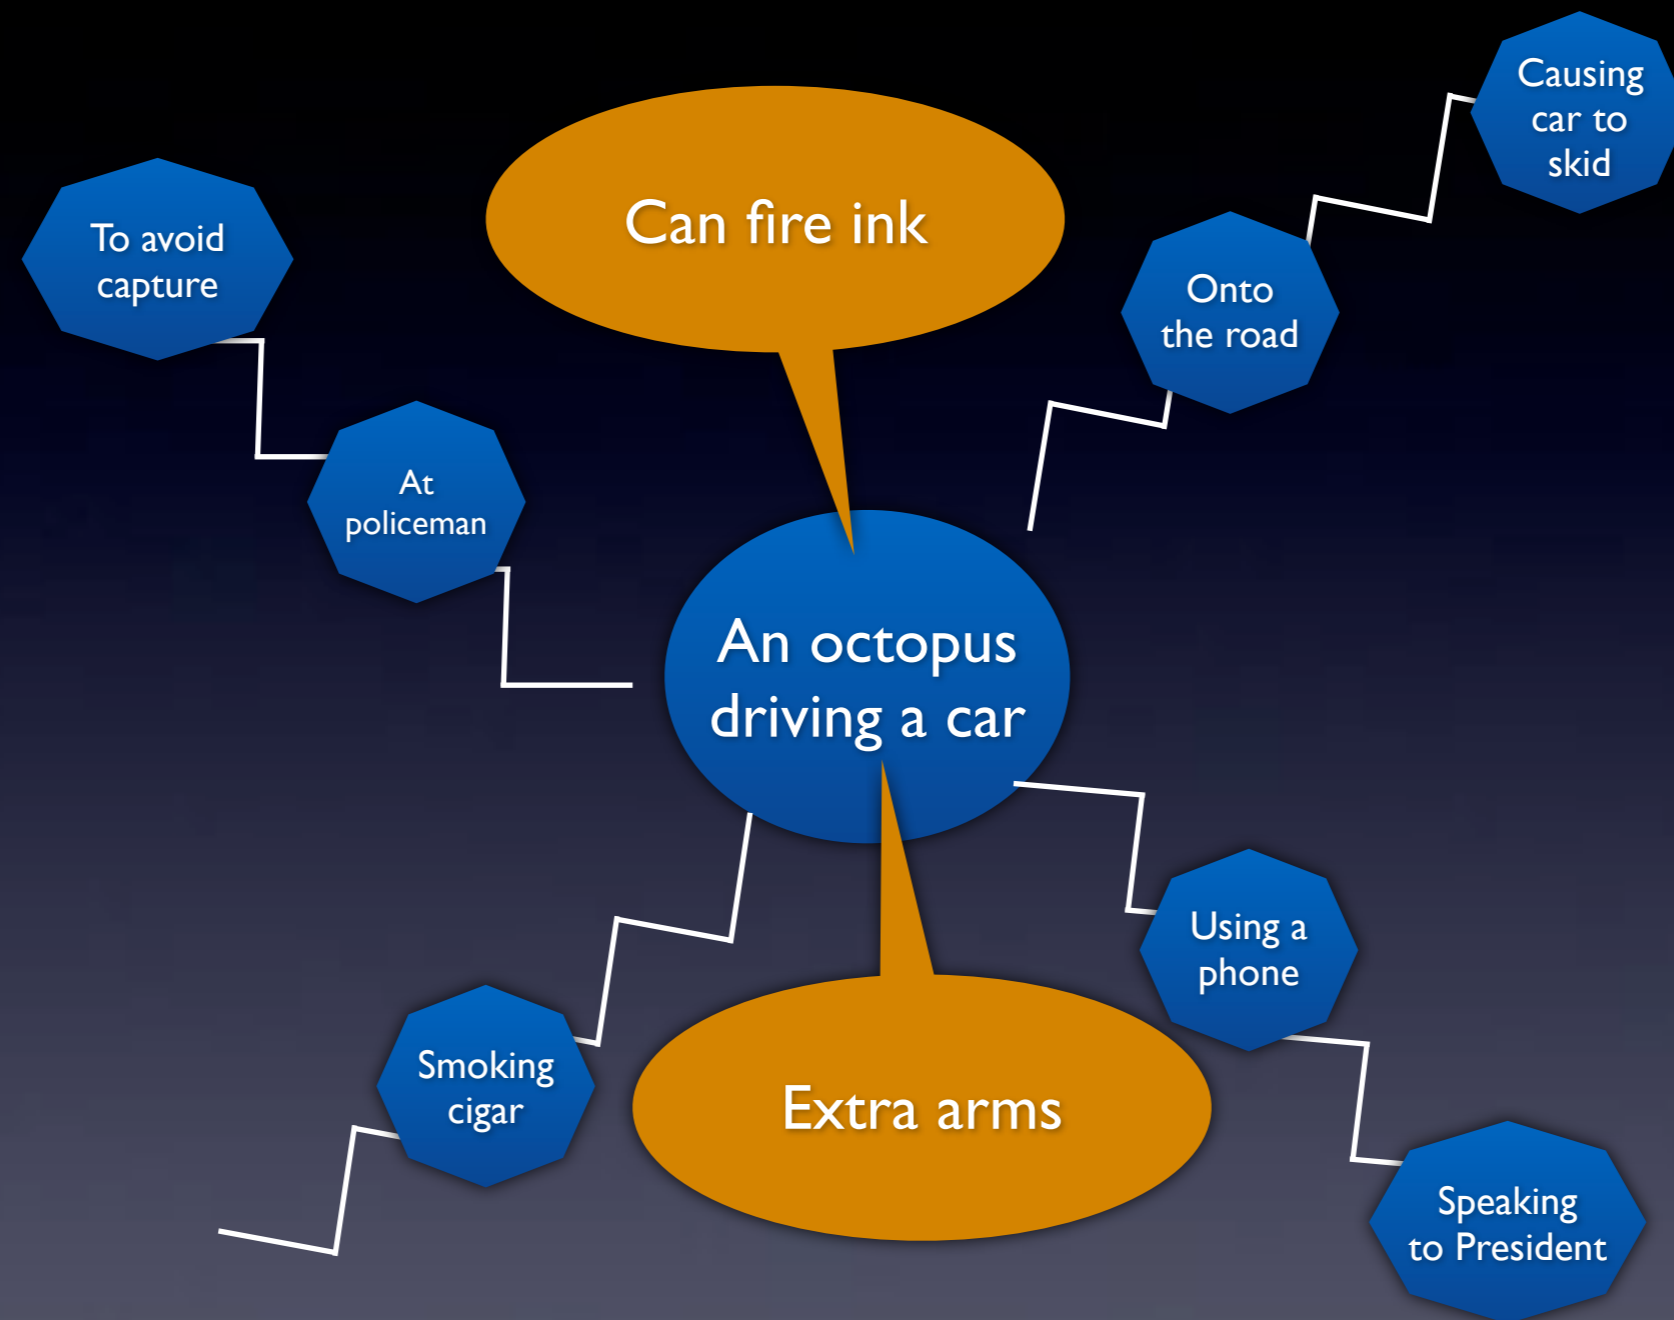 Causing
car to
skid
Can fire ink
To avoid
capture
Onto
the road
At
policeman
An octopus
driving a car
Using a
phone
Smoking
cigar
Extra arms
Speaking
to President